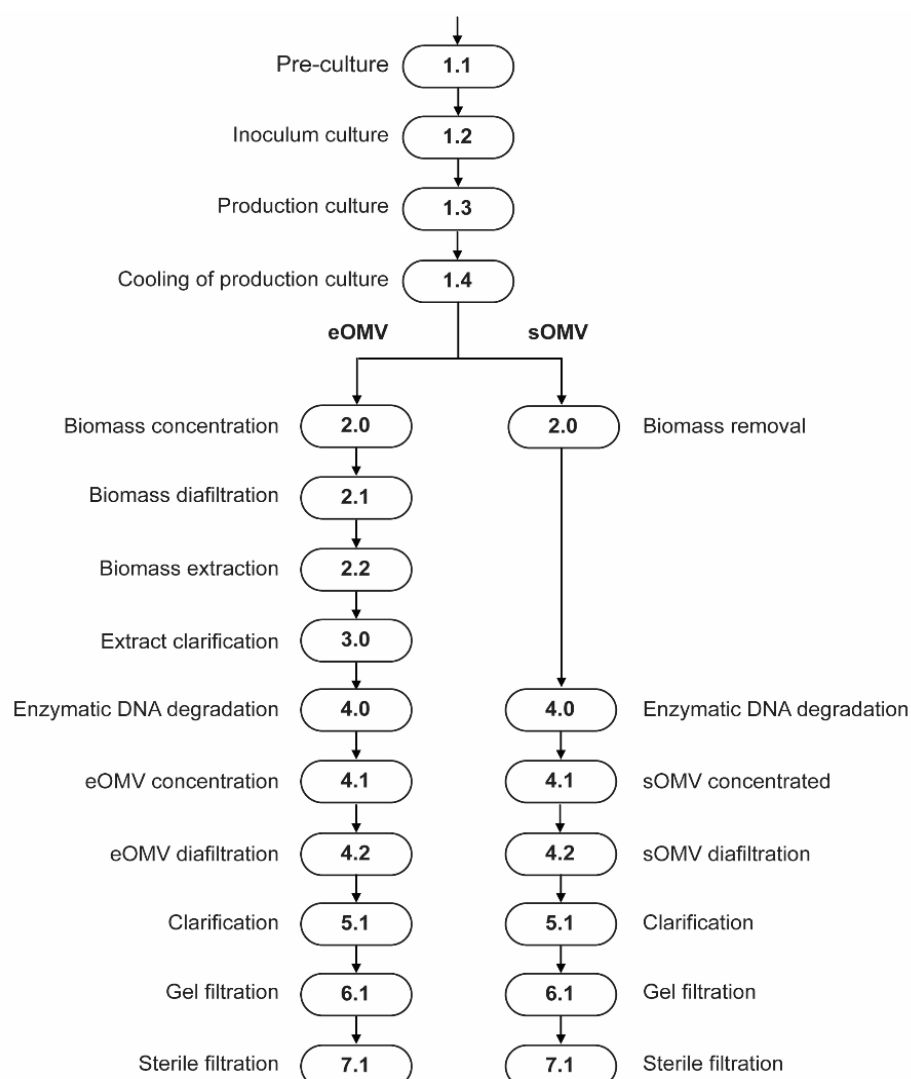 Pre-culture 1.1
Inoculum culture 1.2
Production culture 1.3
Cooling of production culture 1.4
eOMV sOMV
Biomass concentration 2.0 2.0 Biomass removal
Biomass diafiltration 2.1
Biomass extraction 2.2
Extract clarification 3.0
Enzymatic DNA degradation 4.0 4.0 Enzymatic DNA degradation
eOMV concentration 4.1 4.1 sOMV concentrated
eOMV diafiltration 4.2 4.2 sOMV diafiltration
Clarification 5.1 5.1 Clarification
Gel filtration 6.1 6.1 Gel filtration
Sterile filtration 7.1 7.1 Sterile filtration